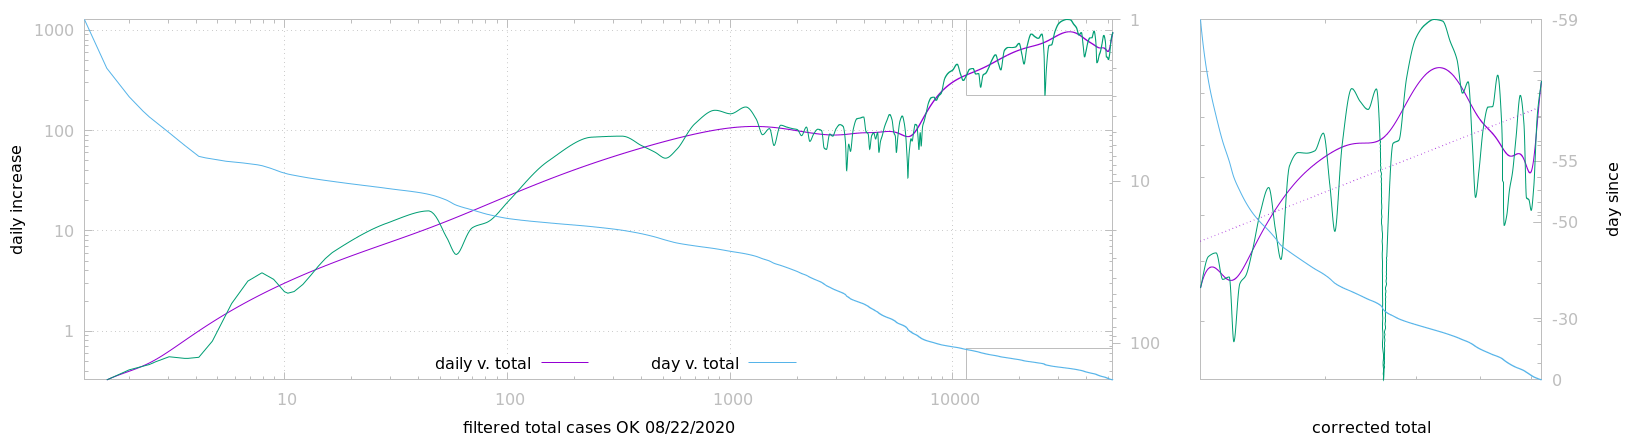 daily increase
1000
100
10
1
10
100
1000
10000
1
10
100
daily v. total
day v. total
filtered total cases OK 08/22/2020
-59
-55
-50
-30
0
day since
corrected total